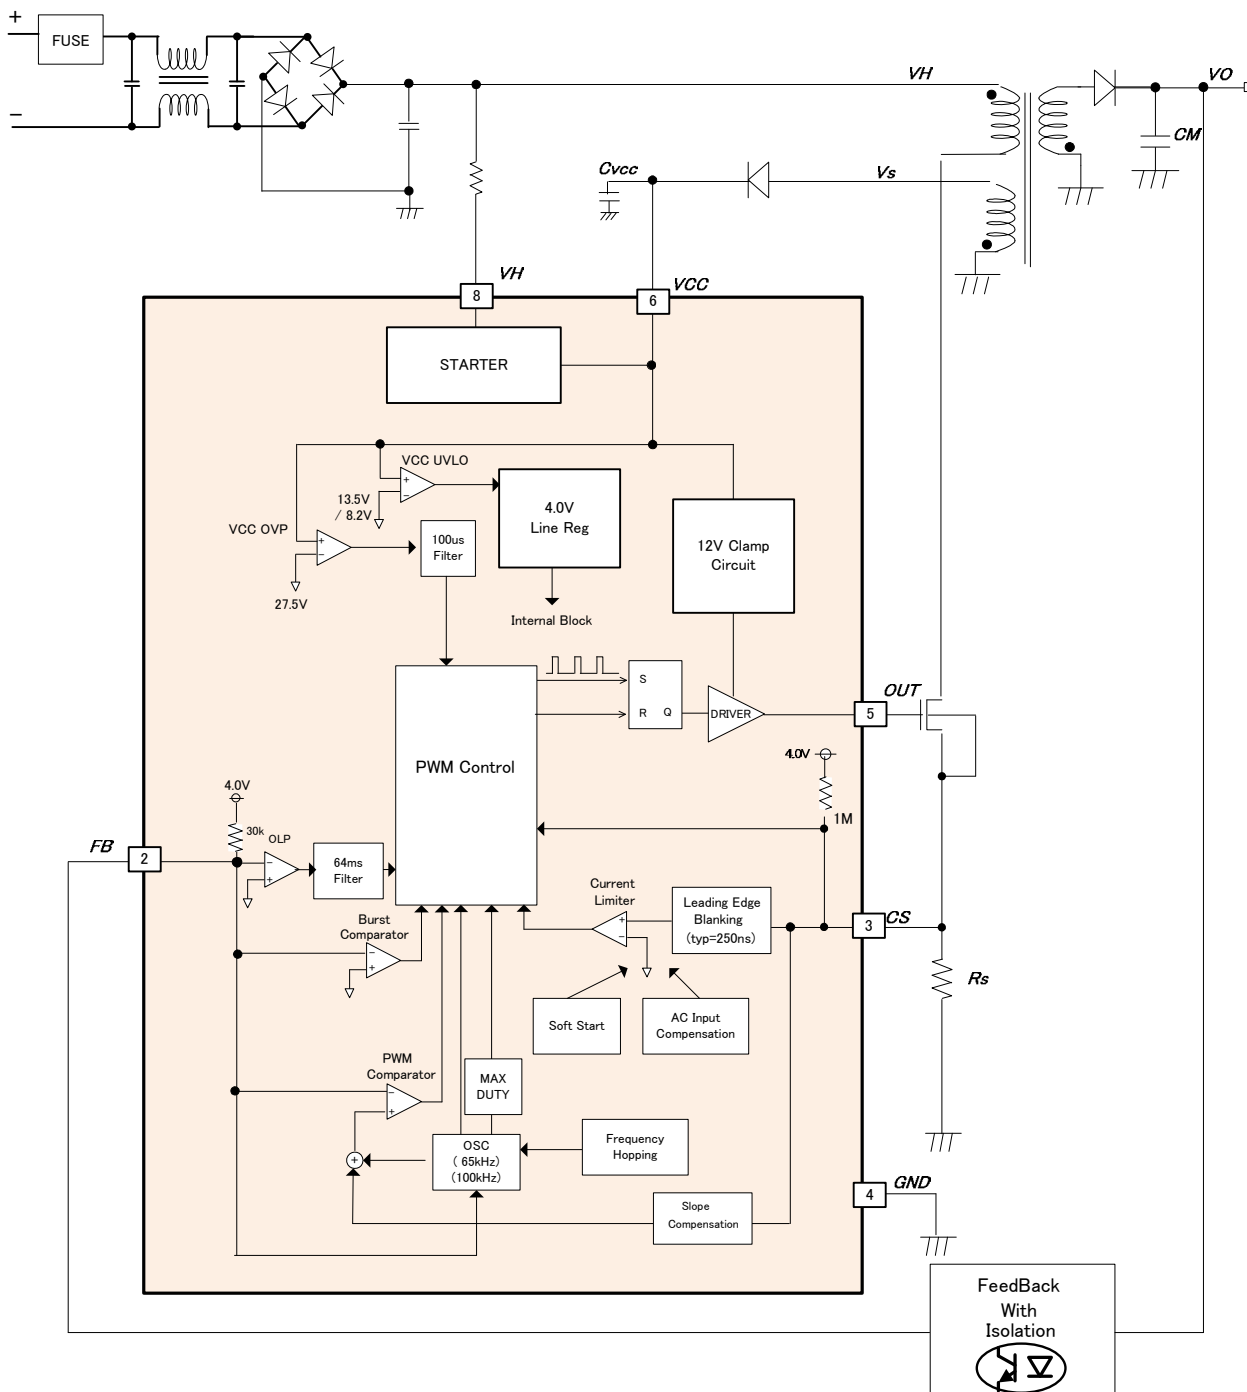 +
FUSE
−
VH
VO
CM
Cvcc
Vs
VH
VCC
8
6
STARTER
VCC UVLO
+
−
13.5V
/ 8.2V
4.0V
Line Reg
VCC OVP
+
−
27.5V
100us
Filter
12V Clamp
Circuit
Internal Block
S
R Q
DRIVER
OUT
5
PWM Control
4.0V
1M
4.0V
30k
OLP
−
+
FB
2
64ms
Filter
Current
Limiter
+
−
Leading Edge
Blanking
(typ=250ns)
CS
3
Burst
Comparator
−
+
Rs
Soft Start
AC Input
Compensation
PWM
Comparator
−
+
MAX
DUTY
OSC
( 65kHz)
(100kHz)
+
Frequency
Hopping
GND
4
Slope
Compensation
FeedBack
With
Isolation